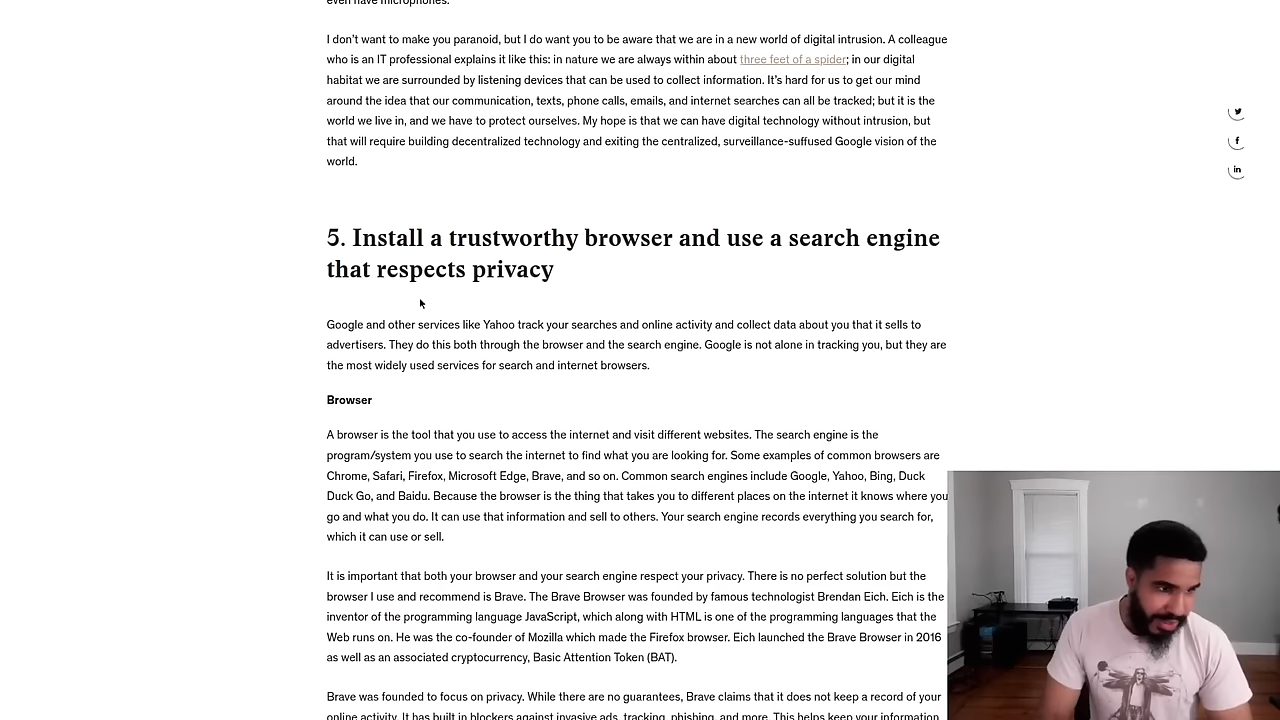 even have microphones.
I don't want to make you paranoid, but I do want you to be aware that we are in a new world of digital intrusion. A colleague
who is an IT professional explains it like this: in nature we are always within about three feet of a spider; in our digital
habitat we are surrounded by listening devices that can be used to collect information. It's hard for us to get our mind
around the idea that our communication, texts, phone calls, emails, and internet searches can all be tracked; but it is the
world we live in, and we have to protect ourselves. My hope is that we can have digital technology without intrusion, but
that will require building decentralized technology and exiting the centralized, surveillance-suffused Google vision of the
world.
5. Install a trustworthy browser and use a search engine
that respects privacy
Google and other services like Yahoo track your searches and online activity and collect data about you that it sells to
advertisers. They do this both through the browser and the search engine. Google is not alone in tracking you, but they are
the most widely used services for search and internet browsers.
Browser
A browser is the tool that you use to access the internet and visit different websites. The search engine is the
program/system you use to search the internet to find what you are looking for. Some examples of common browsers are
Chrome, Safari, Firefox, Microsoft Edge, Brave, and so on. Common search engines include Google, Yahoo, Bing, Duck
Duck Go, and Baidu. Because the browser is the thing that takes you to different places on the internet it knows where you
go and what you do. It can use that information and sell to others. Your search engine records everything you search for,
which it can use or sell.
It is important that both your browser and your search engine respect your privacy. There is no perfect solution but the
browser I use and recommend is Brave. The Brave Browser was founded by famous technologist Brendan Eich. Eich is the
inventor of the programming language JavaScript, which along with HTML is one of the programming languages that the
Web runs on. He was the co-founder of Mozilla which made the Firefox browser. Eich launched the Brave Browser in 2016
as well as an associated cryptocurrency, Basic Attention Token (BAT).
Brave was founded to focus on privacy. While there are no guarantees, Brave claims that it does not keep a record of your
online activity. It has built in blockers against invasive ads, tracking, phishing, and more. This helps keep your information